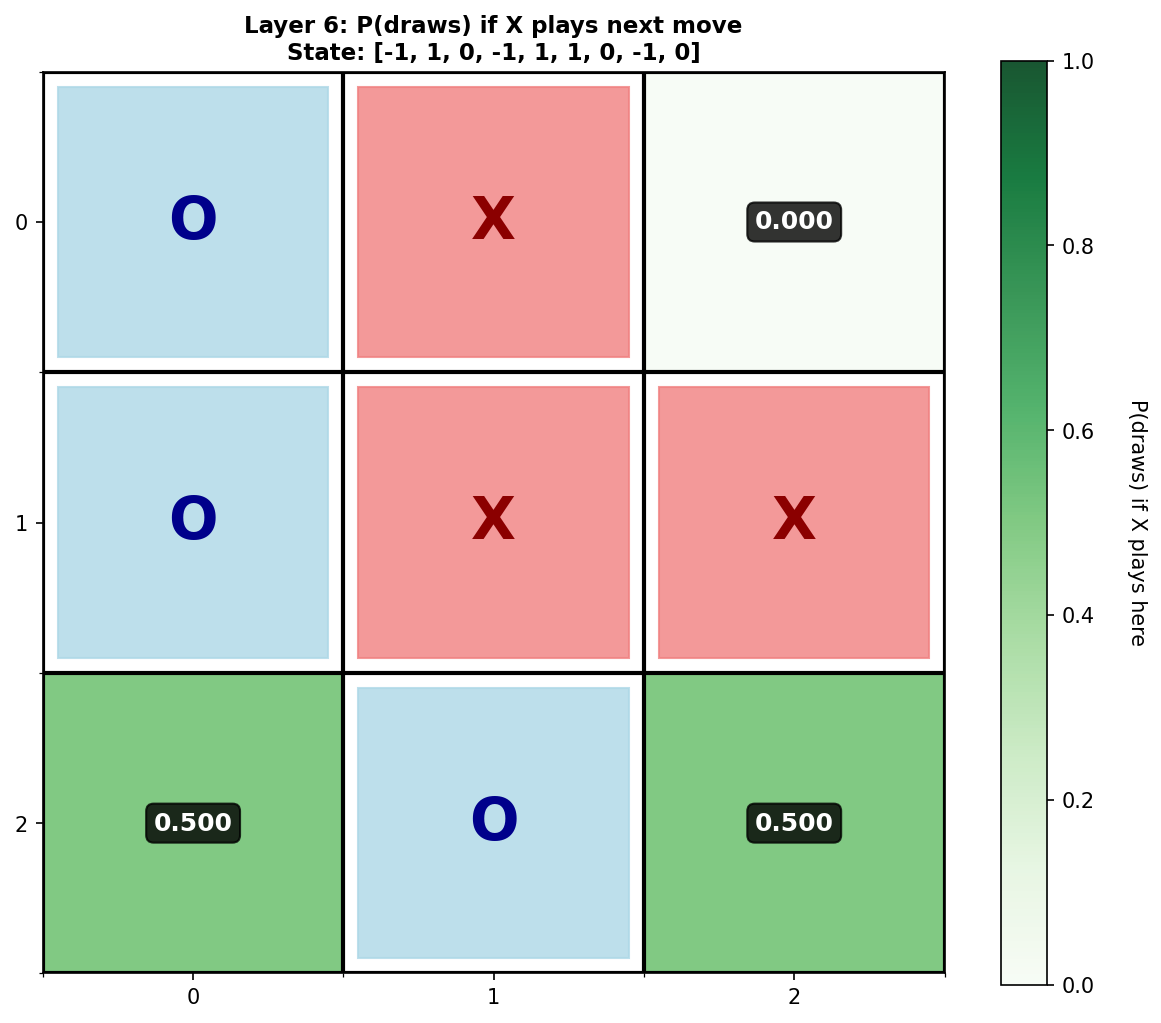 Layer 6: P(draws) if X plays next move
State: [-1, 1, 0, -1, 1, 1, 0, -1, 0]
0
O
X
0.000
1
O
X
X
2
0.500
O
0.500
0
1
2
1.0
0.8
0.6
0.4
0.2
0.0
P(draws) if X plays here